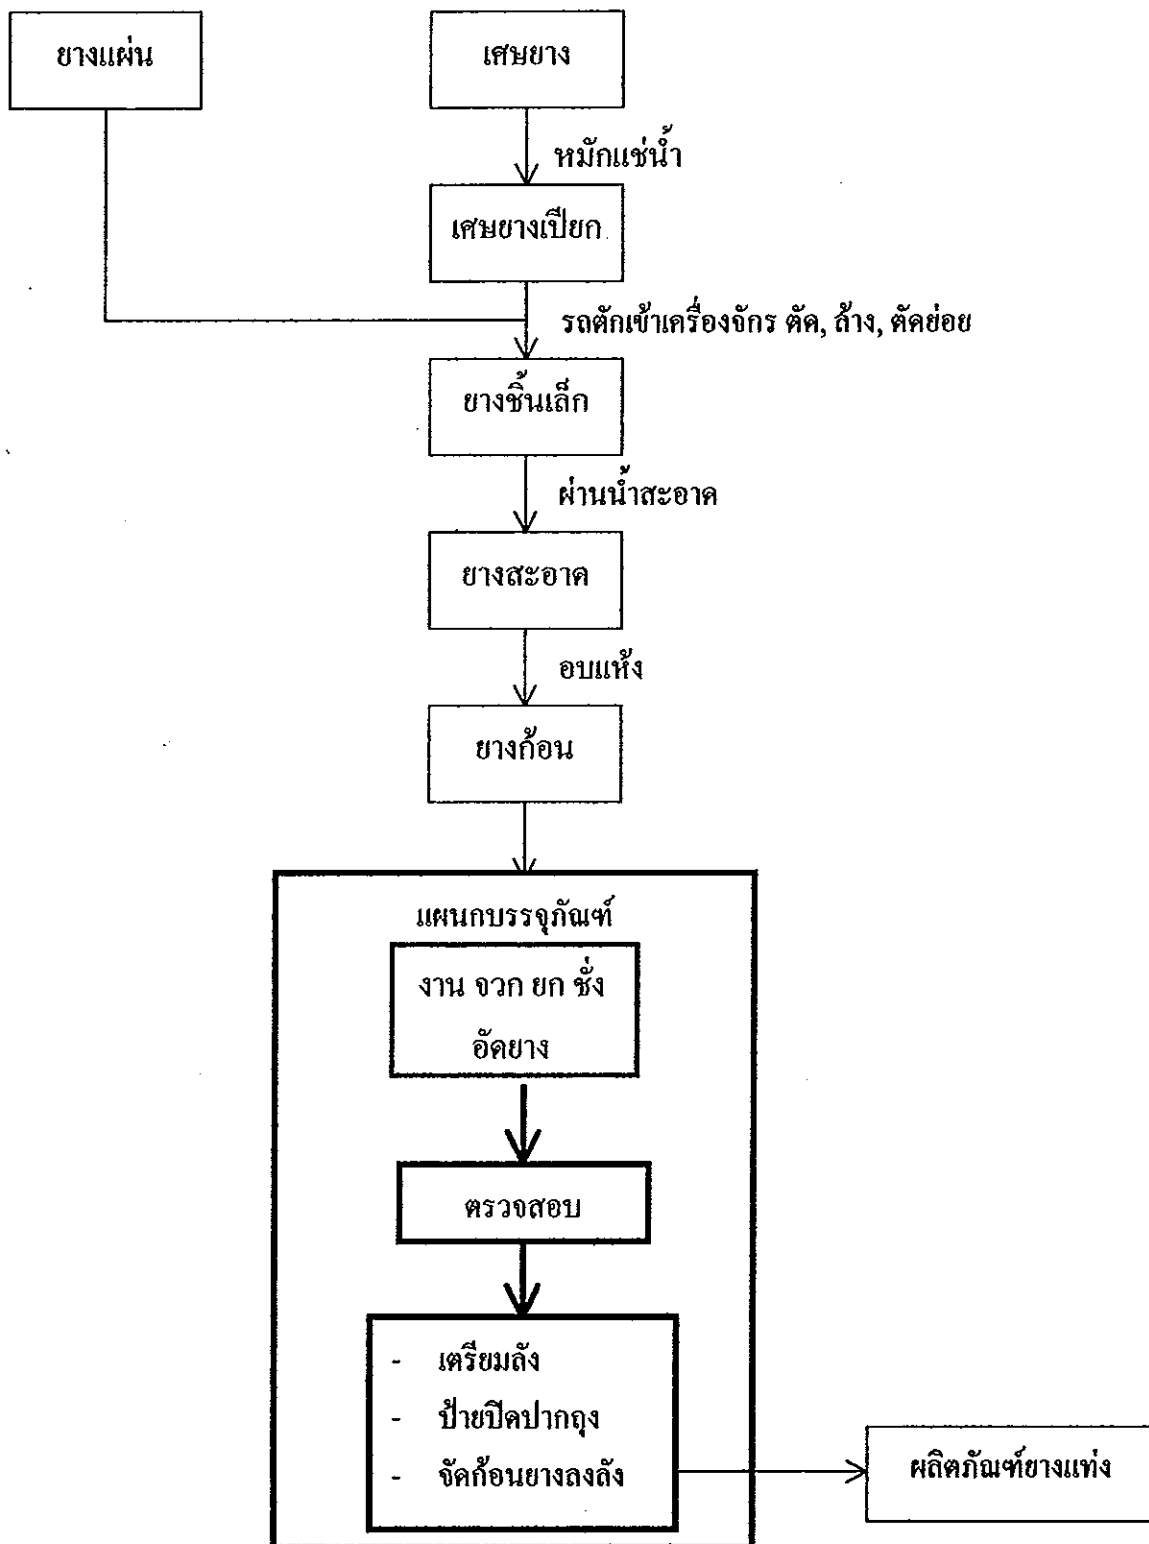 ยางแผ่น
เศษยาง
หมักแช่น้ำ
เศษยางเปียก
รถตักเข้าเครื่องจักร ตัด, ล้าง, ตัดย่อย
ยางชิ้นเล็ก
ผ่านน้ำสะอาด
ยางสะอาด
อบแห้ง
ยางก้อน
แผนกบรรจุภัณฑ์
งาน จวก ยก ชั่ง
อัดยาง
ตรวจสอบ
- เตรียมลัง
- ป้ายปิดปากถุง
- จัดก้อนยางลงลัง
ผลิตภัณฑ์ยางแท่ง